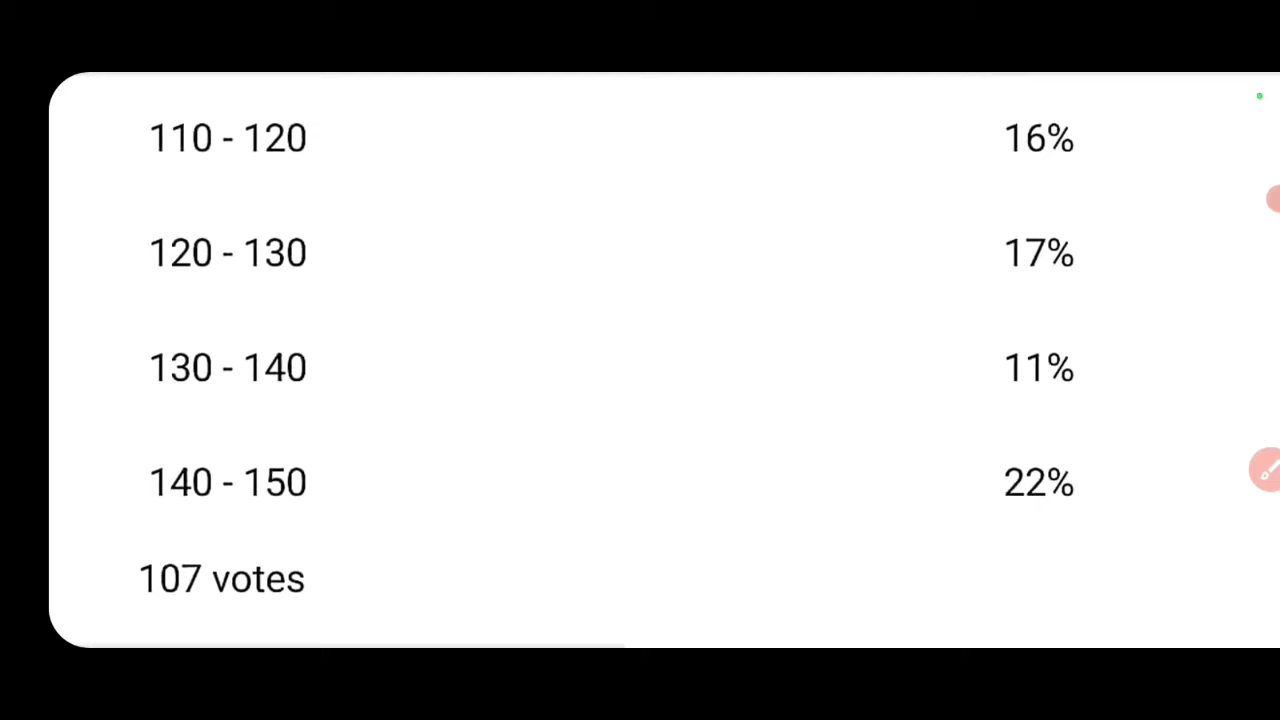 110 - 120 16%
120 - 130 17%
130 - 140 11%
140 - 150 22%
107 votes